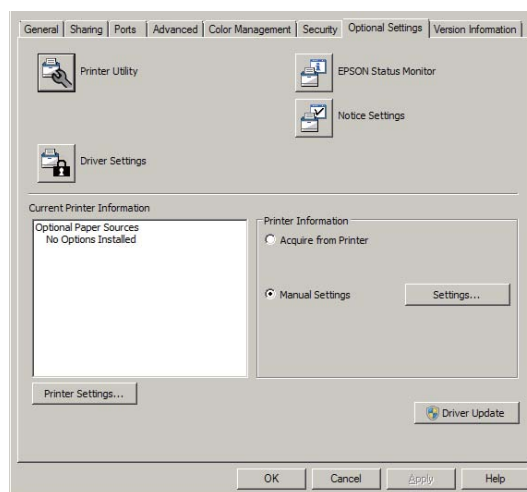 General Sharing Ports Advanced Color Management Security Optional Settings Version Information
Printer Utility
EPSON Status Monitor
Notice Settings
Driver Settings
Current Printer Information
Optional Paper Sources
No Options Installed
Printer Information
Acquire from Printer
Manual Settings
Settings...
Printer Settings...
Driver Update
OK Cancel Apply Help